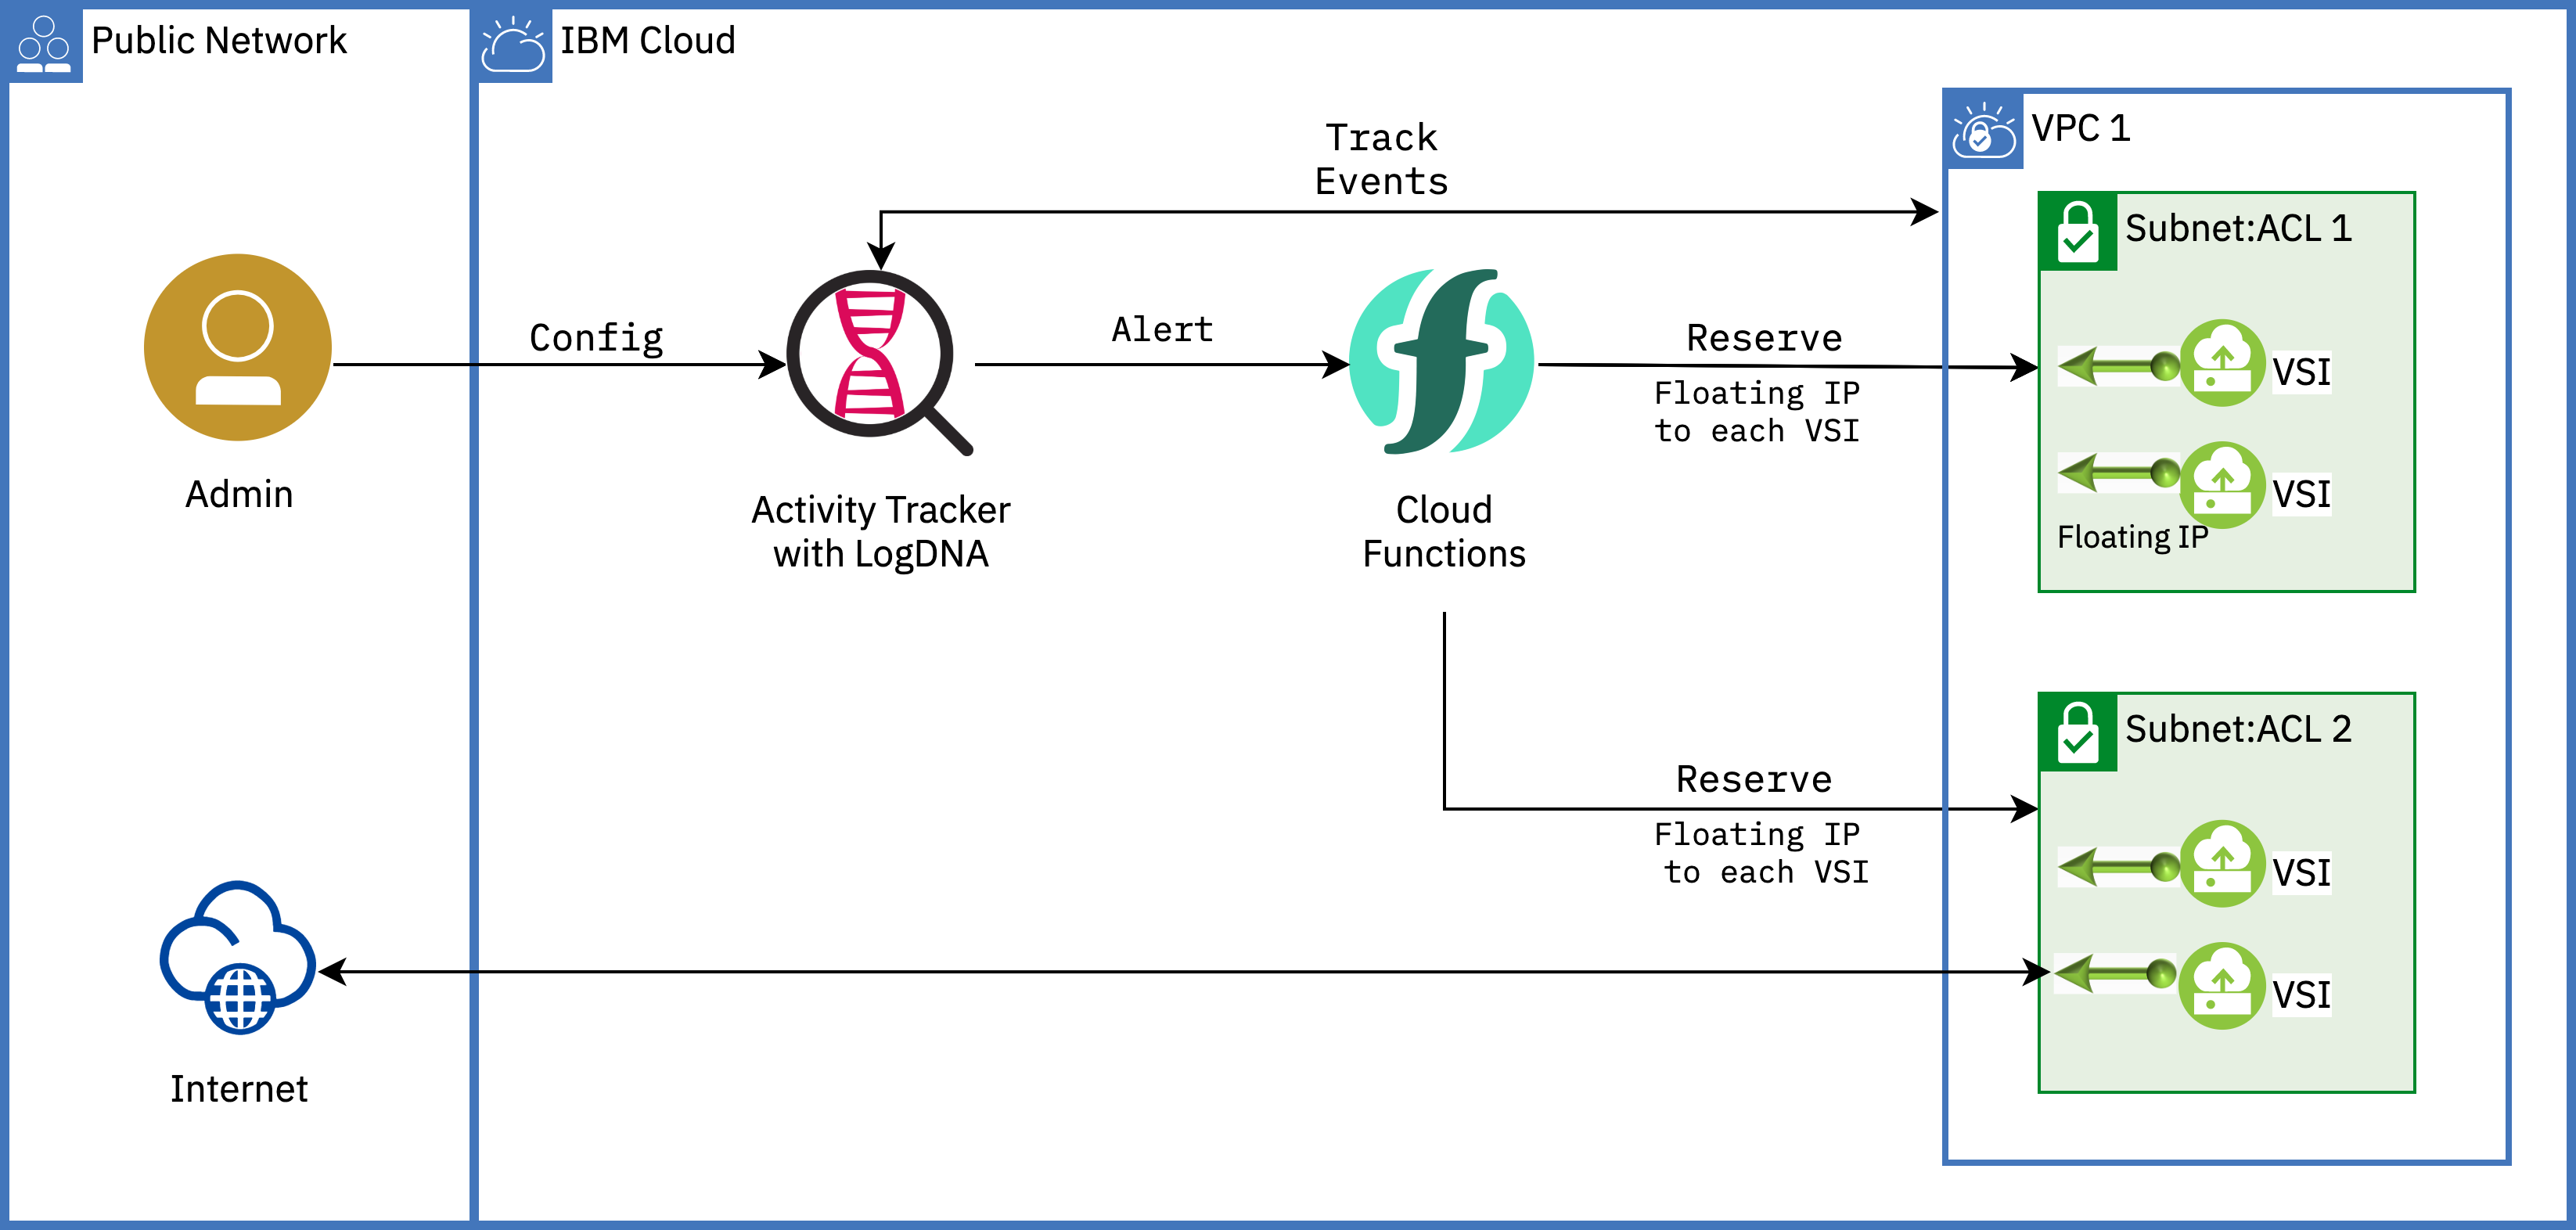 Public Network
IBM Cloud
VPC 1
Track
Events
Subnet:ACL 1
Config
Alert
Reserve
Floating IP
to each VSI
VSI
VSI
Floating IP
Admin
Activity Tracker
with LogDNA
Cloud
Functions
Subnet:ACL 2
Reserve
Floating IP
to each VSI
VSI
VSI
Internet